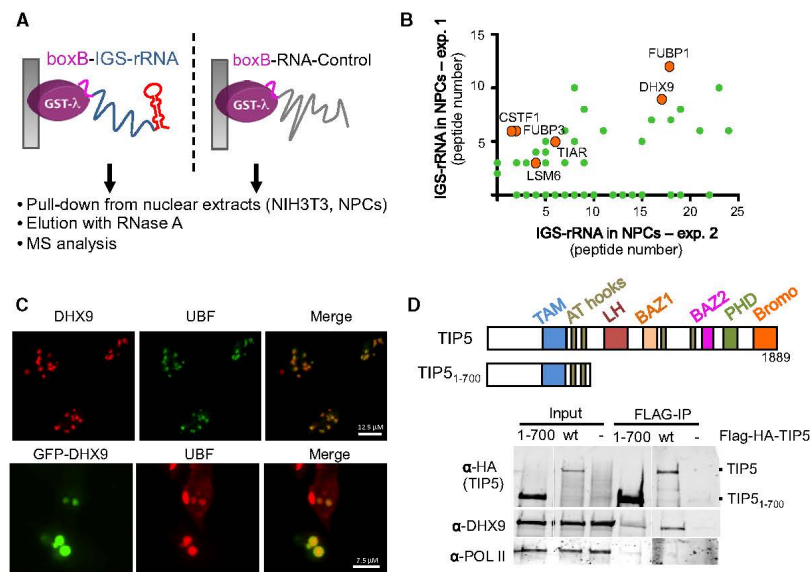 A
boxB-IGS-rRNA
GST-λ
boxB-RNA-Control
GST-λ
• Pull-down from nuclear extracts (NIH3T3, NPCs)
• Elution with RNase A
• MS analysis
B
IGS-rRNA in NPCs – exp. 1
(peptide number)
15
10
5
FUBP1
DHX9
CSTF1
FUBP3
TIAR
LSM6
5 10 15 20 25
IGS-rRNA in NPCs – exp. 2
(peptide number)
C
DHX9 UBF Merge
12.5 µM
GFP-DHX9 UBF Merge
7.5 µM
D
TAM AT hooks LH BAZ1 BAZ2 PHD Bromo
TIP5
1889
TIP5₁₋₇₀₀
Input FLAG-IP
1-700 wt - 1-700 wt - Flag-HA-TIP5
α-HA
(TIP5)
TIP5
TIP5₁₋₇₀₀
α-DHX9
α-POL II